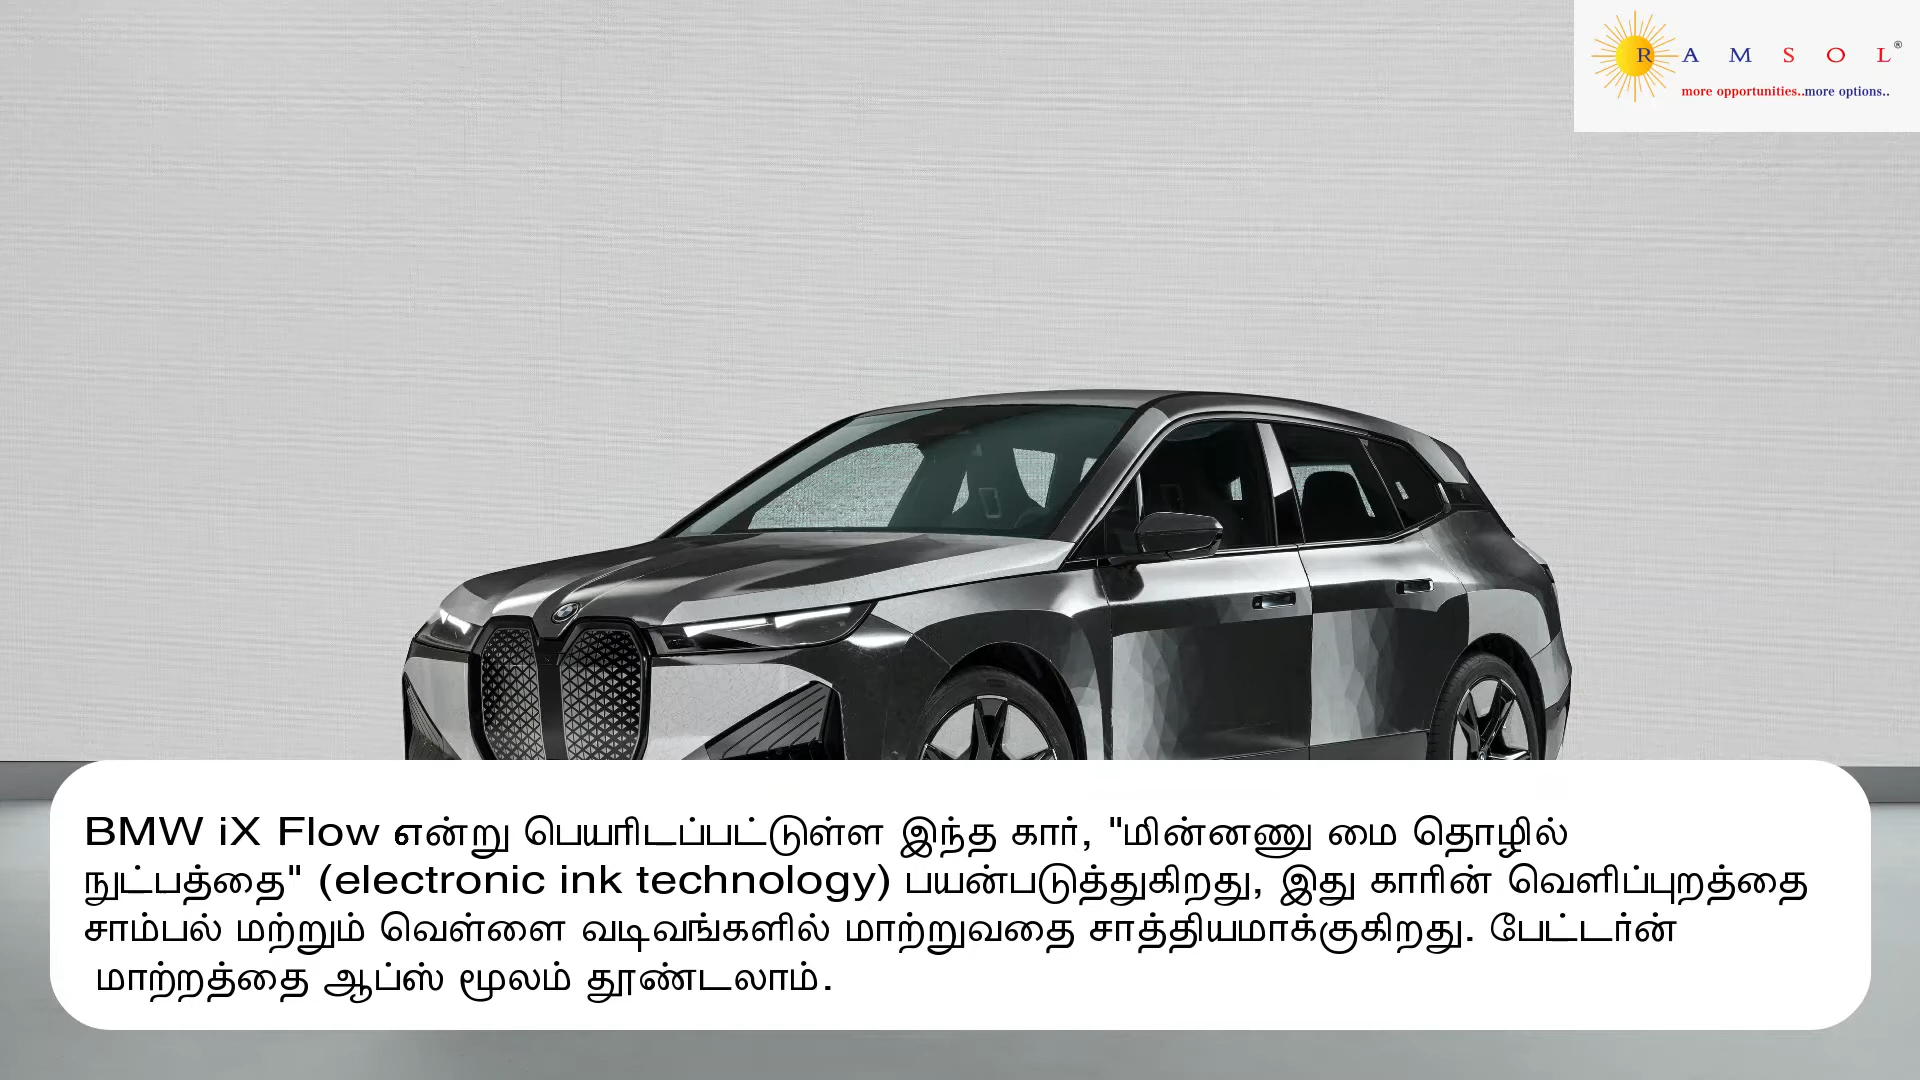 R A M S O L®
more opportunities..more options..
BMW iX Flow என்று பெயரிடப்பட்டுள்ள இந்த கார், "மின்னணு மை தொழில்
நுட்பத்தை" (electronic ink technology) பயன்படுத்துகிறது, இது காரின் வெளிப்புறத்தை
சாம்பல் மற்றும் வெள்ளை வடிவங்களில் மாற்றுவதை சாத்தியமாக்குகிறது. பேட்டர்ன்
மாற்றத்தை ஆப்ஸ் மூலம் தூண்டலாம்.